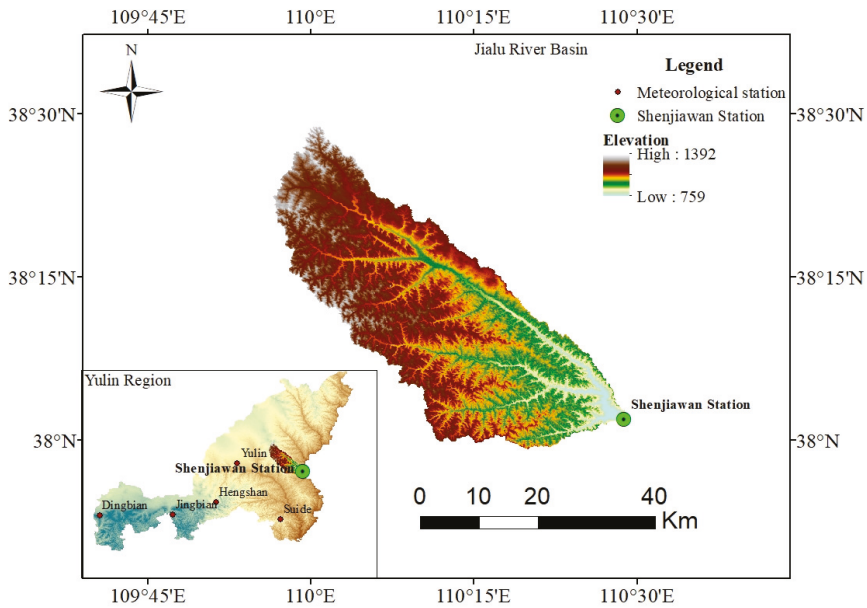 109°45'E 110°E 110°15'E 110°30'E
Jialu River Basin
N
Legend
Meteorological station
Shenjiawan Station
Elevation
High : 1392
Low : 759
38°30'N 38°30'N
38°15'N 38°15'N
38°N 38°N
Shenjiawan Station
Yulin Region
Yulin
Shenjiawan Station
Hengshan
Dingbian
Jingbian
Suide
0 10 20 40
Km
109°45'E 110°E 110°15'E 110°30'E